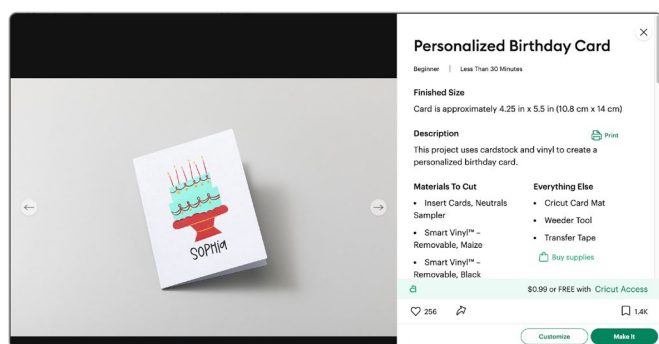 Personalized Birthday Card
Beginner | Less Than 30 Minutes
Finished Size
Card is approximately 4.25 in x 5.5 in (10.8 cm x 14 cm)
Description
Print
This project uses cardstock and vinyl to create a
personalized birthday card.
Materials To Cut
• Insert Cards, Neutrals
Sampler
• Smart Vinyl™ –
Removable, Maize
• Smart Vinyl™ –
Removable, Black
Everything Else
• Cricut Card Mat
• Weeder Tool
• Transfer Tape
Buy supplies
$0.99 or FREE with Cricut Access
256
1.4K
Customize
Make It
SOPHiа